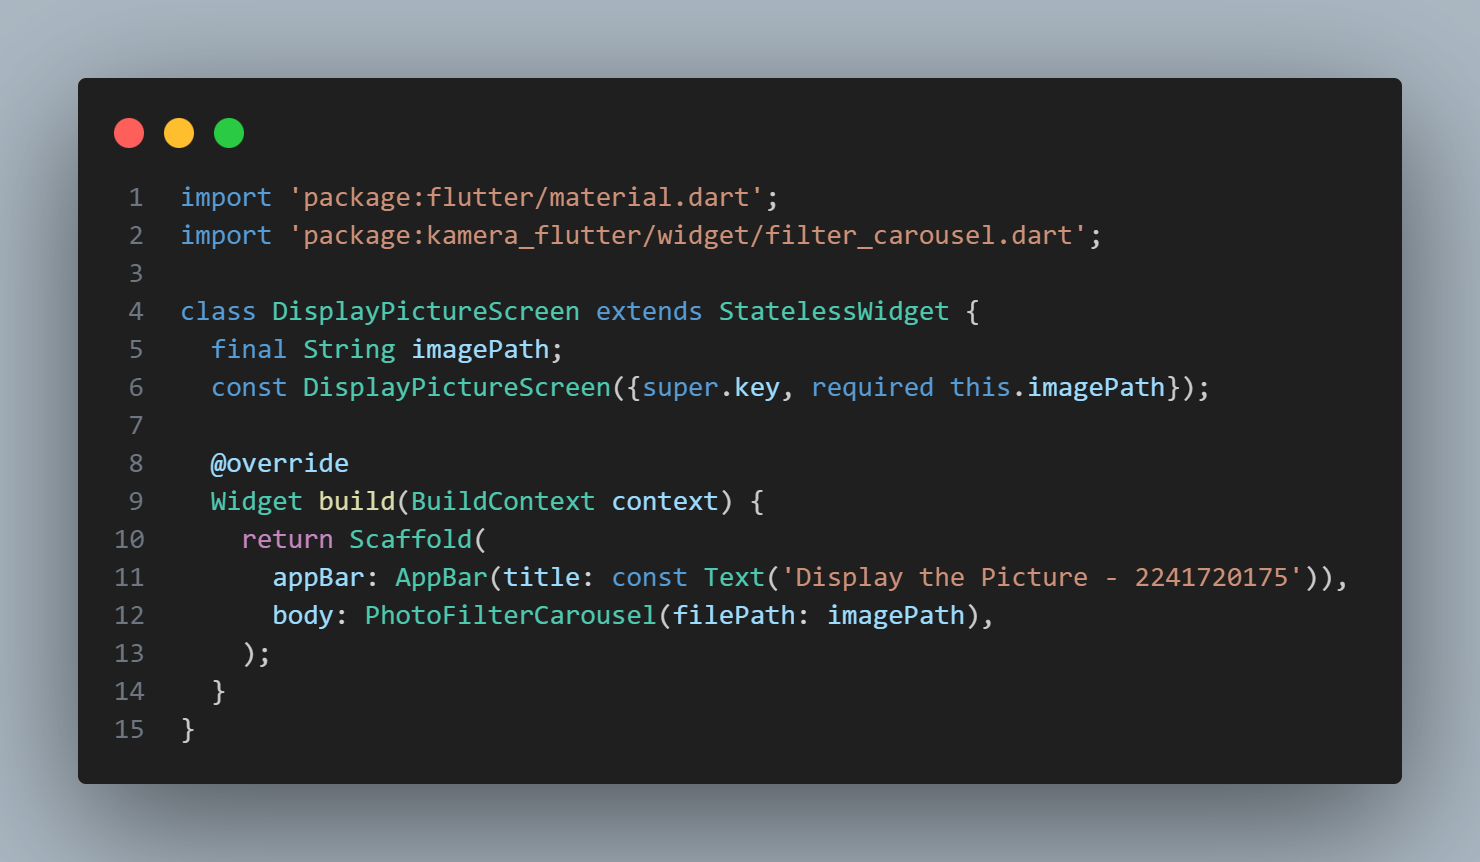 1 import 'package:flutter/material.dart';
2 import 'package:kamera_flutter/widget/filter_carousel.dart';
3
4 class DisplayPictureScreen extends StatelessWidget {
5   final String imagePath;
6   const DisplayPictureScreen({super.key, required this.imagePath});
7
8   @override
9   Widget build(BuildContext context) {
10     return Scaffold(
11       appBar: AppBar(title: const Text('Display the Picture - 2241720175')),
12       body: PhotoFilterCarousel(filePath: imagePath),
13     );
14   }
15 }